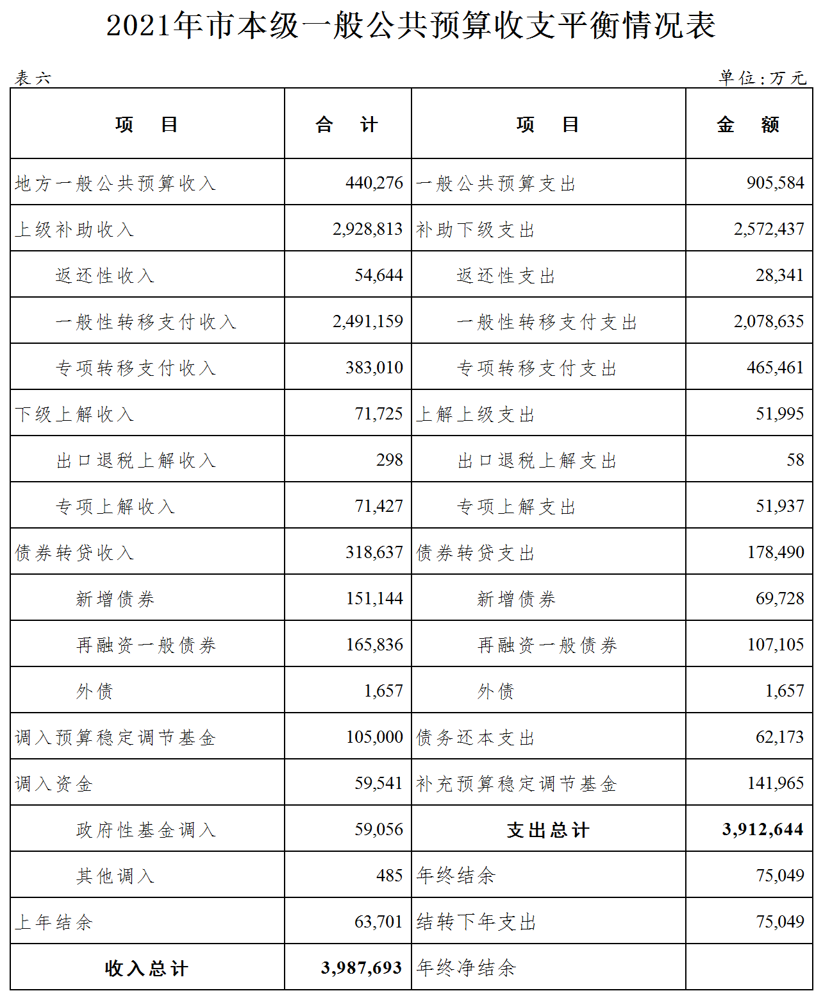 2021年市本级一般公共预算收支平衡情况表
表六 单位:万元
项 目 合 计 项 目 金 额
地方一般公共预算收入 440,276 一般公共预算支出 905,584
上级补助收入 2,928,813 补助下级支出 2,572,437
返还性收入 54,644 返还性支出 28,341
一般性转移支付收入 2,491,159 一般性转移支付支出 2,078,635
专项转移支付收入 383,010 专项转移支付支出 465,461
下级上解收入 71,725 上解上级支出 51,995
出口退税上解收入 298 出口退税上解支出 58
专项上解收入 71,427 专项上解支出 51,937
债券转贷收入 318,637 债券转贷支出 178,490
新增债券 151,144 新增债券 69,728
再融资一般债券 165,836 再融资一般债券 107,105
外债 1,657 外债 1,657
调入预算稳定调节基金 105,000 债务还本支出 62,173
调入资金 59,541 补充预算稳定调节基金 141,965
政府性基金调入 59,056 支出总计 3,912,644
其他调入 485 年终结余 75,049
上年结余 63,701 结转下年支出 75,049
收入总计 3,987,693 年终净结余